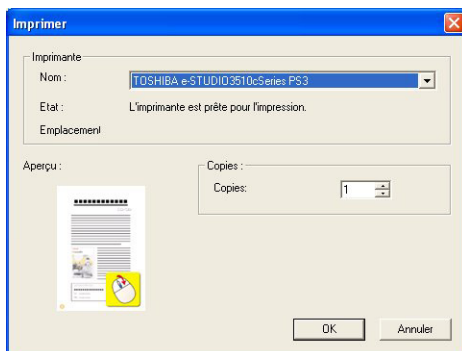 Imprimer
Imprimante
Nom :
TOSHIBA e-STUDIO3510cSeries PS3
Etat :
L'imprimante est prête pour l'impression.
Emplacement
Aperçu :
Copies :
Copies:
1
OK
Annuler